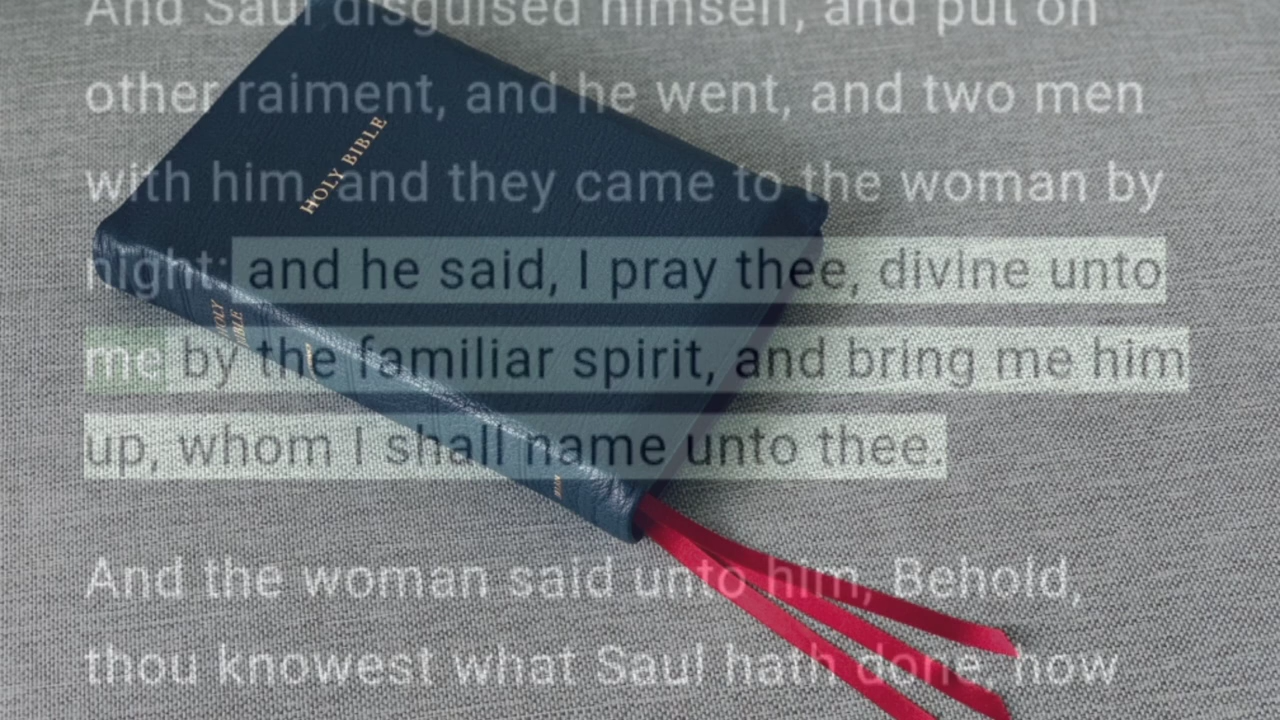 And Saul disguised himself, and put on
other raiment, and he went, and two men
with him, and they came to the woman by
night: and he said, I pray thee, divine unto
me by the familiar spirit, and bring me him
up, whom I shall name unto thee.
And the woman said unto him, Behold,
thou knowest what Saul hath done, how
HOLY BIBLE
HOLY
BIBLE